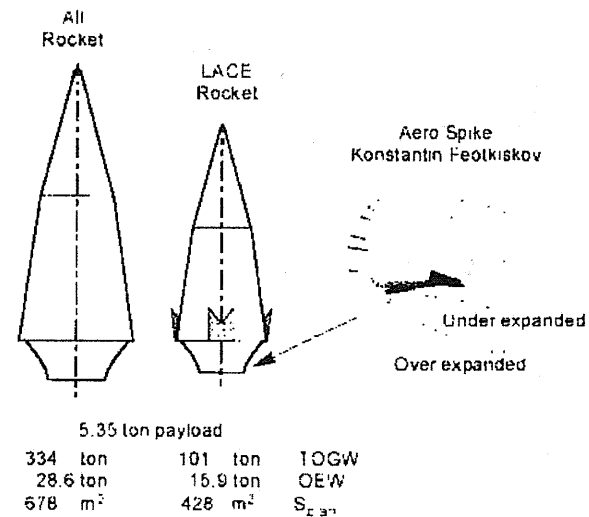 All
Rocket
LACE
Rocket
Aero Spike
Konstantin Feotkiskov
Under expanded
Over expanded
5.35 ton payload
334 ton 101 ton TOGW
28.6 ton 15.9 ton OEW
678 m² 428 m² S plan